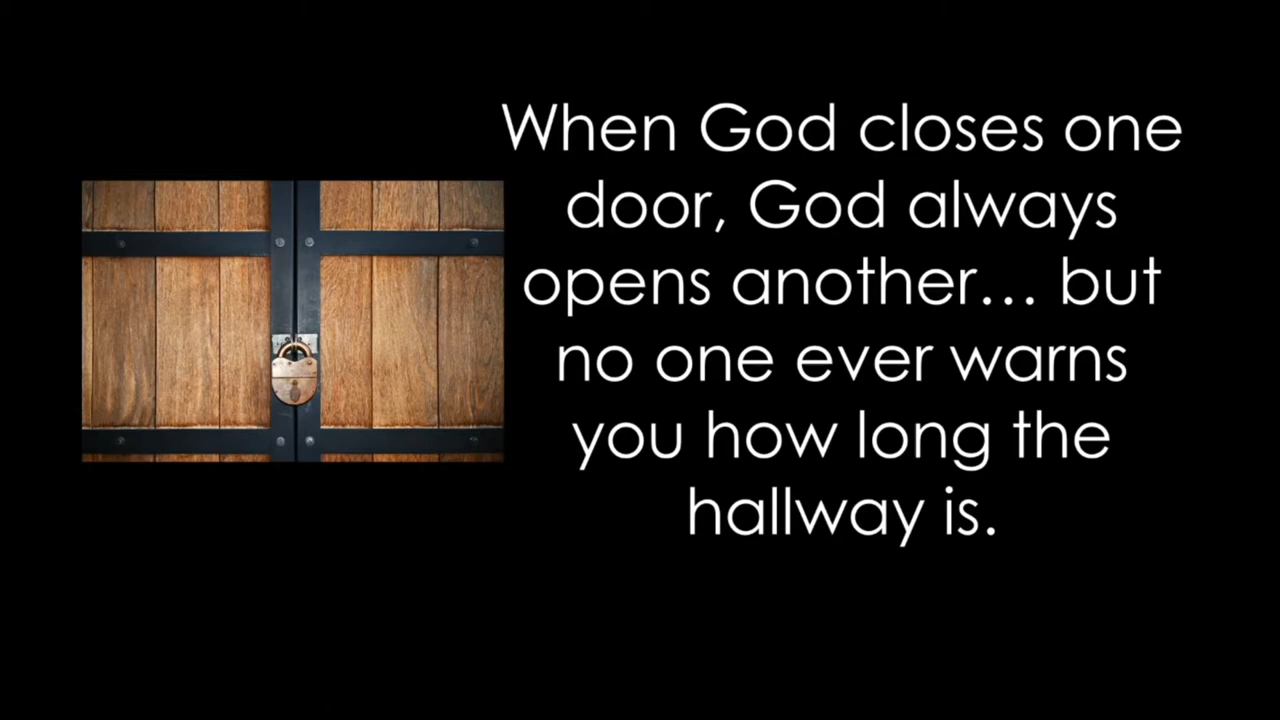 When God closes one
door, God always
opens another... but
no one ever warns
you how long the
hallway is.